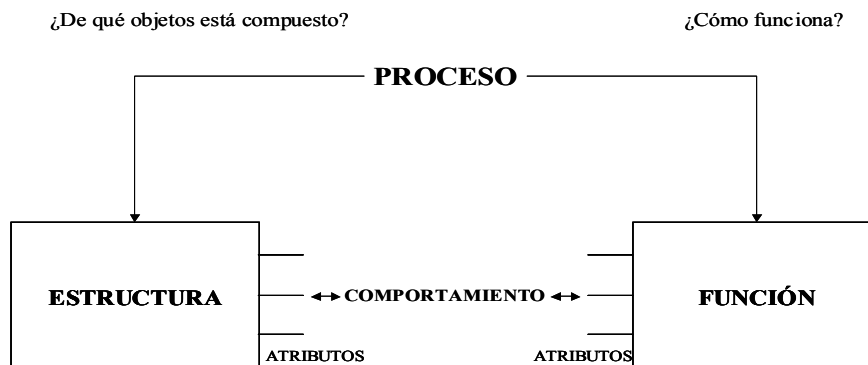 ¿De qué objetos está compuesto? ¿Cómo funciona?
PROCESO
ESTRUCTURA COMPORTAMIENTO FUNCIÓN
ATRIBUTOS ATRIBUTOS